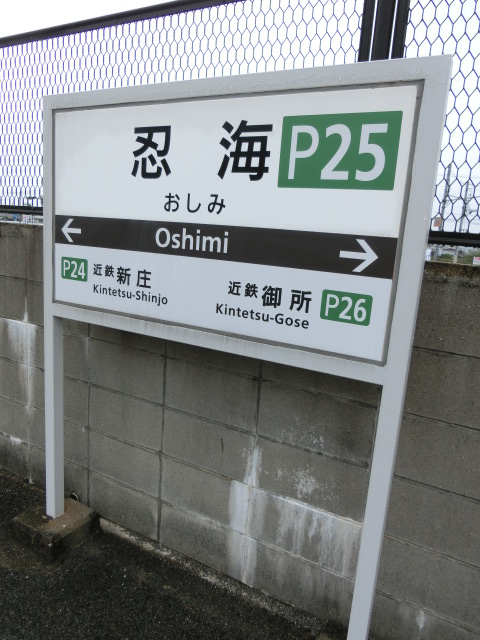 忍海 P25
おしみ
Oshimi
P24 近鉄新庄
Kintetsu-Shinjo
近鉄御所 P26
Kintetsu-Gose